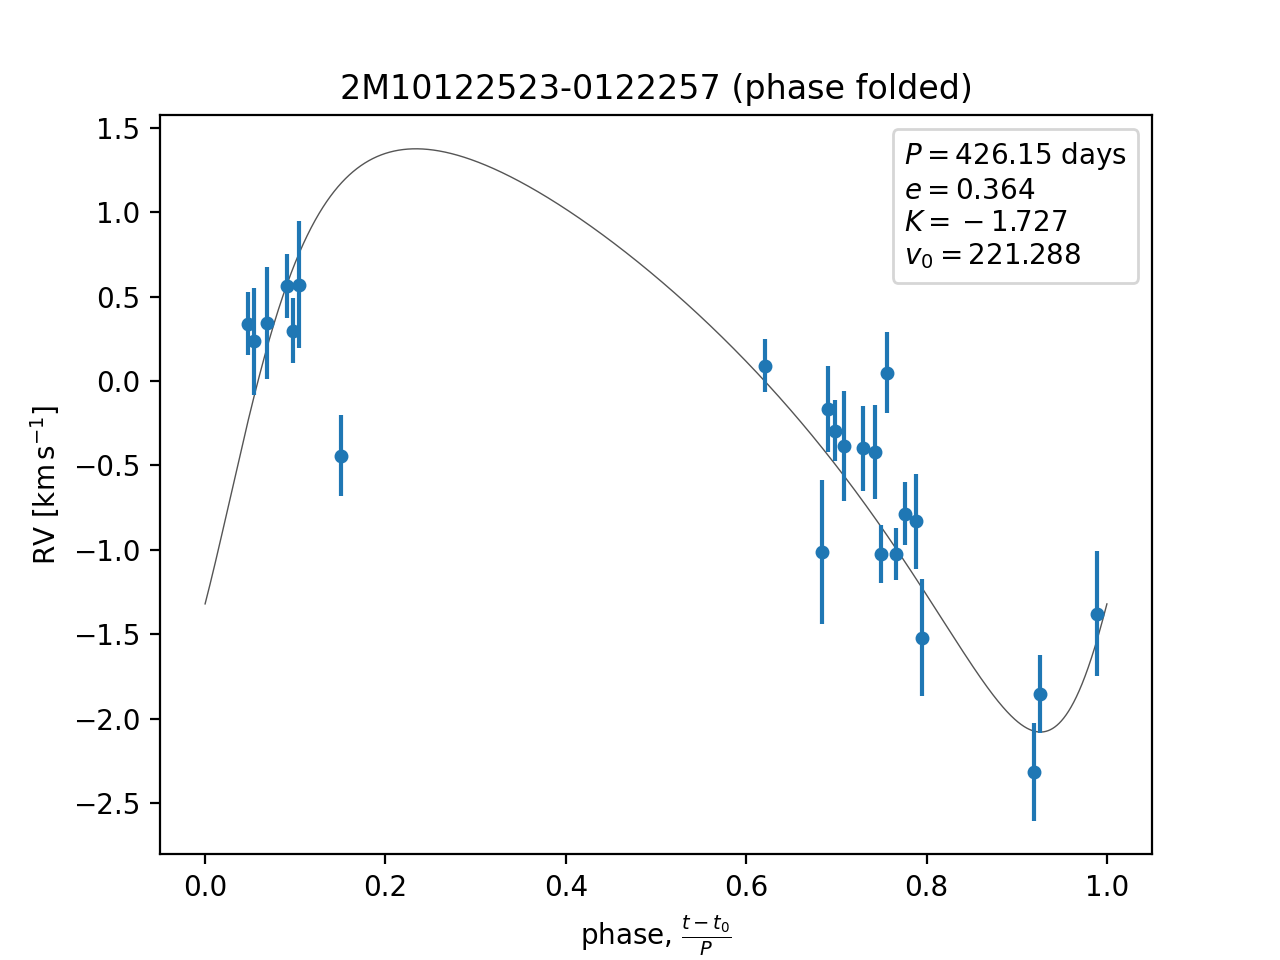 2M10122523-0122257 (phase folded)
P = 426.15 days
e = 0.364
K = −1.727
v₀ = 221.288
1.5
1.0
0.5
0.0
−0.5
−1.0
−1.5
−2.0
−2.5
RV [km s⁻¹]
0.0 0.2 0.4 0.6 0.8 1.0
phase, (t − t₀)/P